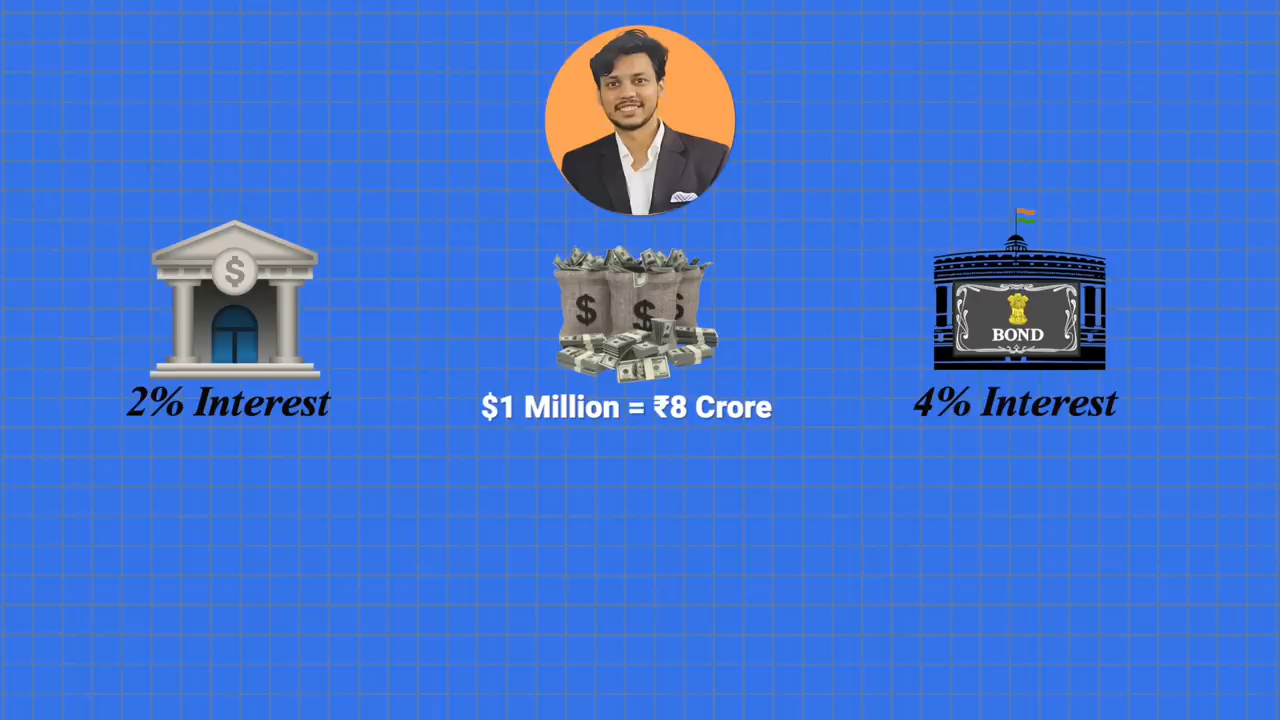 $
$ $ $
BOND
2% Interest
$1 Million = ₹8 Crore
4% Interest